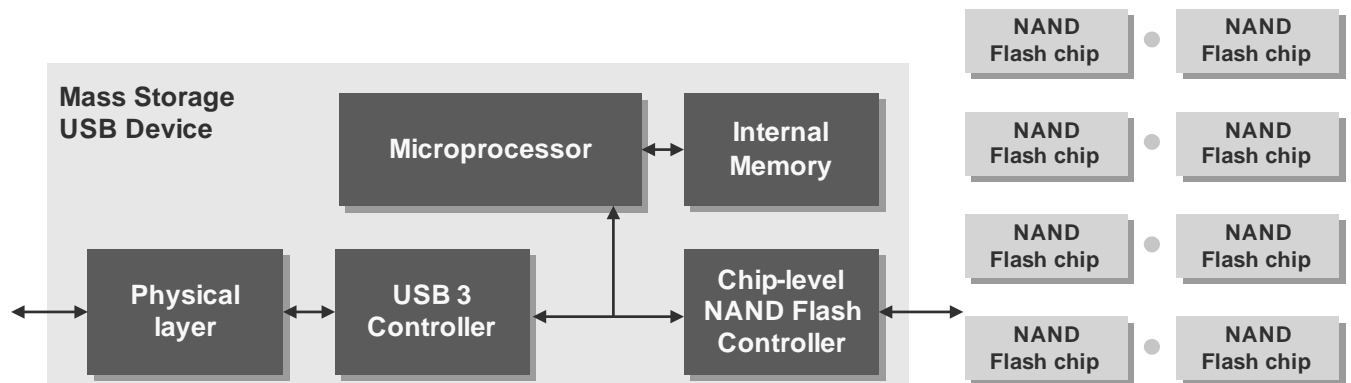 Mass Storage
USB Device
Microprocessor
Internal
Memory
Physical
layer
USB 3
Controller
Chip-level
NAND Flash
Controller
NAND
Flash chip
NAND
Flash chip
NAND
Flash chip
NAND
Flash chip
NAND
Flash chip
NAND
Flash chip
NAND
Flash chip
NAND
Flash chip